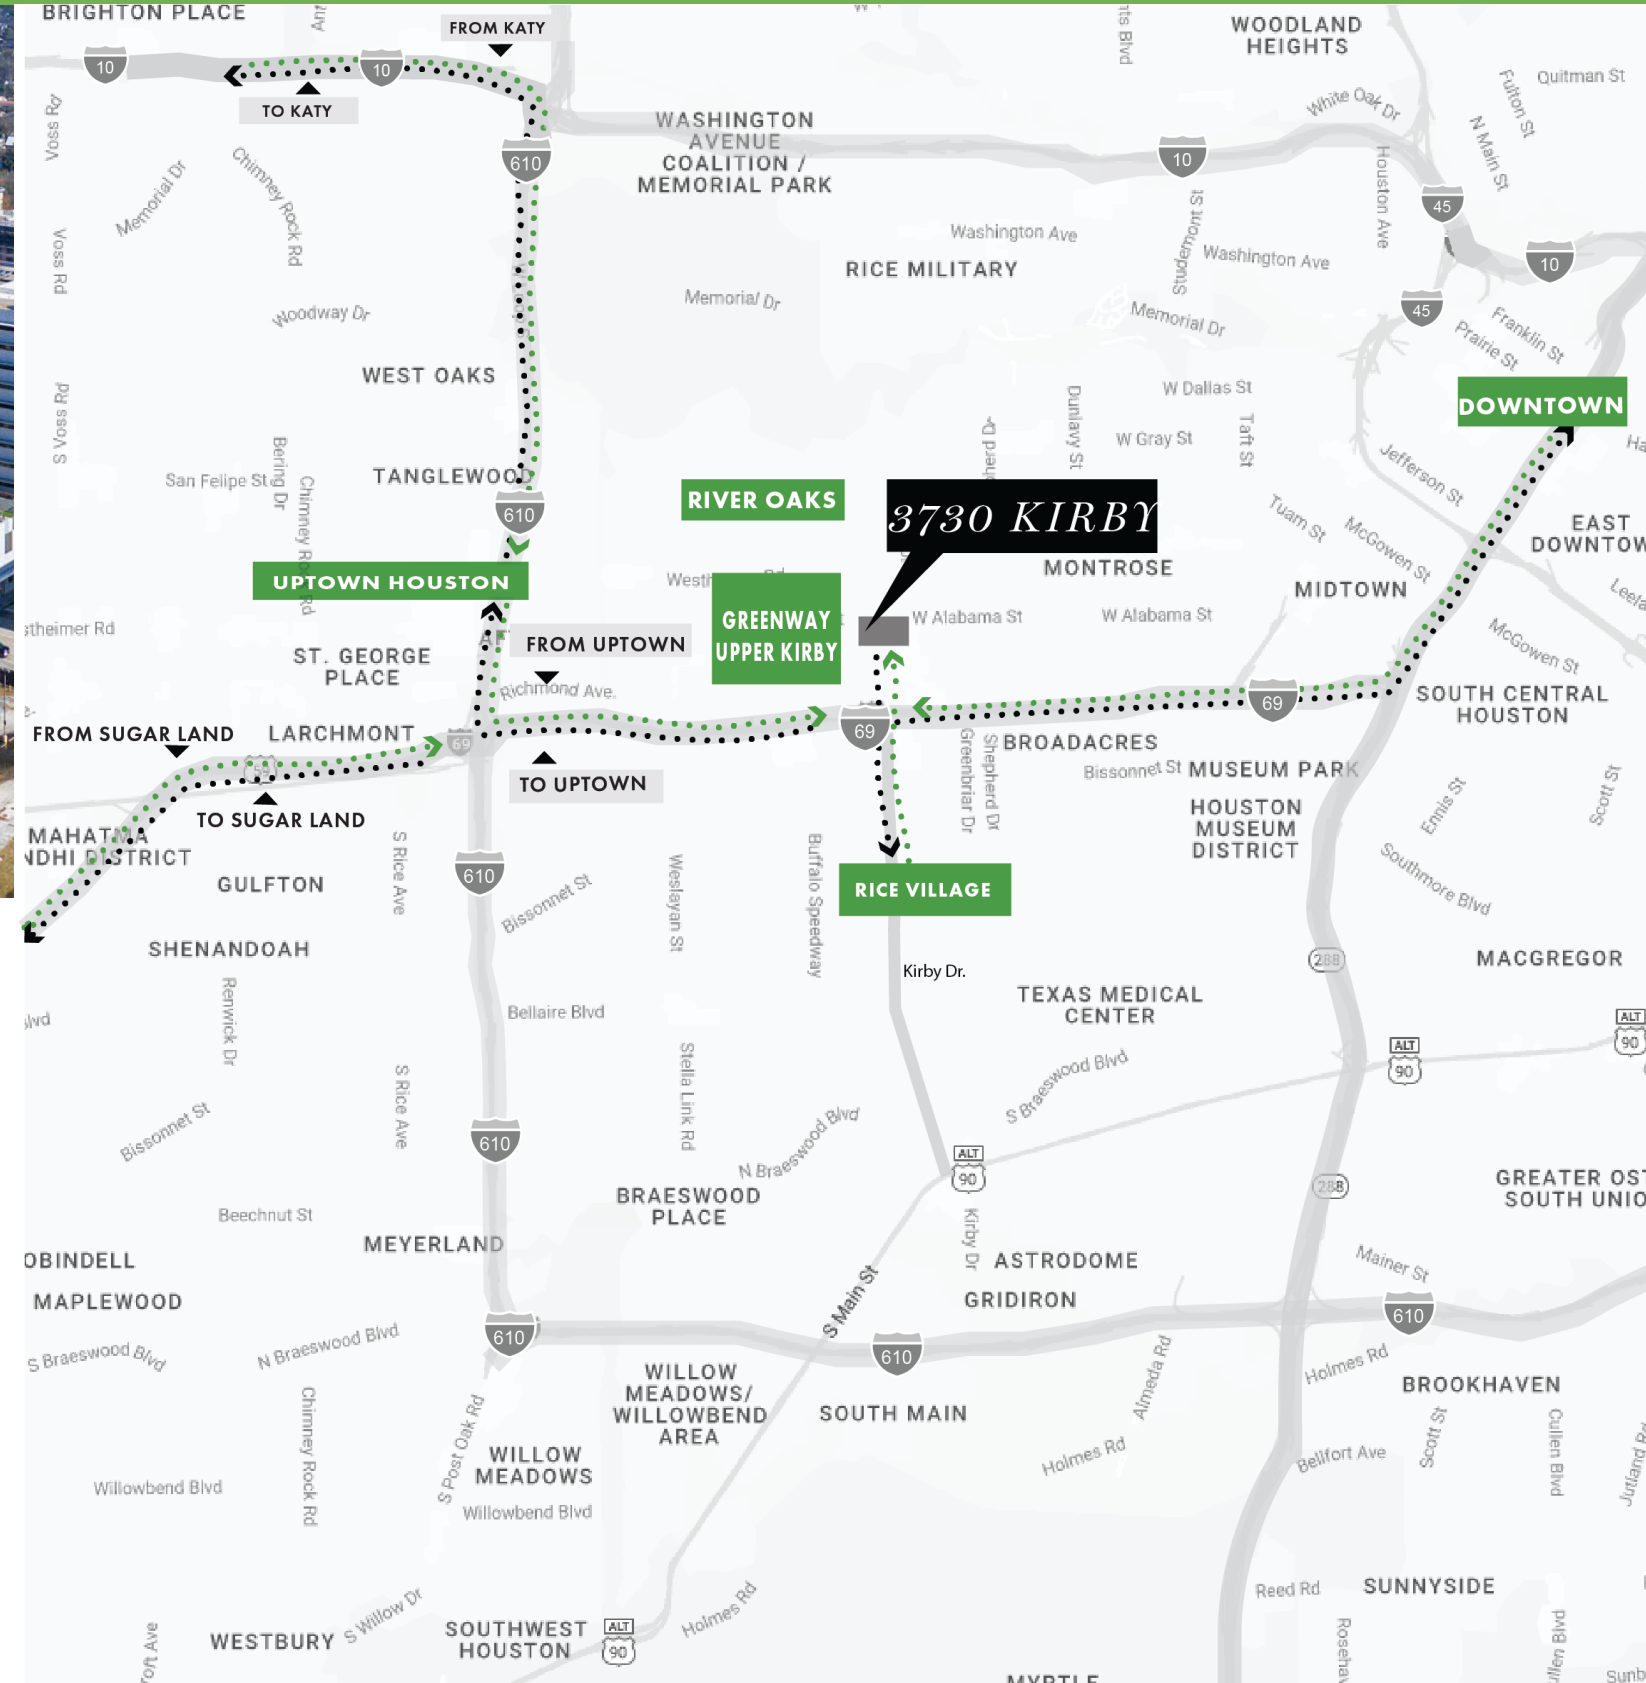 BRIGHTON PLACE
FROM KATY
WOODLAND
HEIGHTS
10
10
TO KATY
Quitman St
Fulton St
White Oak Dr
N Main St
Voss Rd
WASHINGTON
AVENUE
COALITION /
MEMORIAL PARK
610
10
Houston Ave
Memorial Dr
Chimney Rock Rd
Studemont St
45
Washington Ave
Washington Ave
10
Voss Rd
RICE MILITARY
Memorial Dr
Memorial Dr
45
Franklin St
Prairie St
Woodway Dr
WEST OAKS
W Dallas St
DOWNTOWN
S Voss Rd
Dunlavy St
W Gray St
Taft St
Bering Dr
San Felipe St
TANGLEWOOD
Jefferson St
Chimney Rock Rd
610
RIVER OAKS
3730 KIRBY
Tuam St
McGowen St
EAST
MONTROSE
MIDTOWN
UPTOWN HOUSTON
GREENWAY
UPPER KIRBY
W Alabama St
W Alabama St
FROM UPTOWN
McGowen St
ST. GEORGE
PLACE
Richmond Ave.
SOUTH CENTRAL
HOUSTON
69
69
FROM SUGAR LAND
LARCHMONT
69
BROADACRES
59
TO UPTOWN
Greenbriar Dr
Shepherd Dr
Bissonnet St
MUSEUM PARK
TO SUGAR LAND
HOUSTON
MUSEUM
DISTRICT
Ennis St
Scott St
MAHATMA
DISTRICT
S Rice Ave
Buffalo Speedway
Weslayan St
Southmore Blvd
GULFTON
610
Bissonnet St
RICE VILLAGE
SHENANDOAH
288
MACGREGOR
Kirby Dr.
Renwick Dr
TEXAS MEDICAL
CENTER
Bellaire Blvd
ALT
90
ALT
90
Stella Link Rd
S Rice Ave
S Braeswood Blvd
Bissonnet St
N Braeswood Blvd
610
ALT
90
288
BRAESWOOD
PLACE
SOUTH
Beechnut St
Kirby Dr
MEYERLAND
ASTRODOME
Mainer St
MAPLEWOOD
GRIDIRON
S Main St
610
610
610
S Braeswood Blvd
N Braeswood Blvd
Holmes Rd
WILLOW
MEADOWS/
WILLOWBEND
AREA
Almeda Rd
BROOKHAVEN
SOUTH MAIN
Chimney Rock Rd
S Post Oak Rd
Scott St
Cullen Blvd
WILLOW
MEADOWS
Holmes Rd
Bellfort Ave
Willowbend Blvd
Willowbend Blvd
Reed Rd
SUNNYSIDE
S Willow Dr
Holmes Rd
WESTBURY
SOUTHWEST
HOUSTON
ALT
90